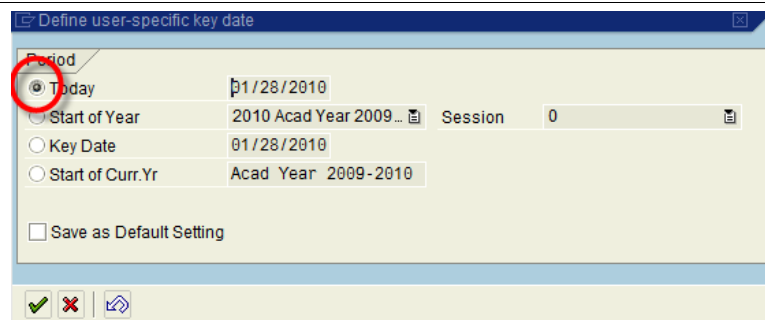 Define user-specific key date
Period
Today 01/28/2010
Start of Year 2010 Acad Year 2009... Session 0
Key Date 01/28/2010
Start of Curr.Yr Acad Year 2009-2010
Save as Default Setting